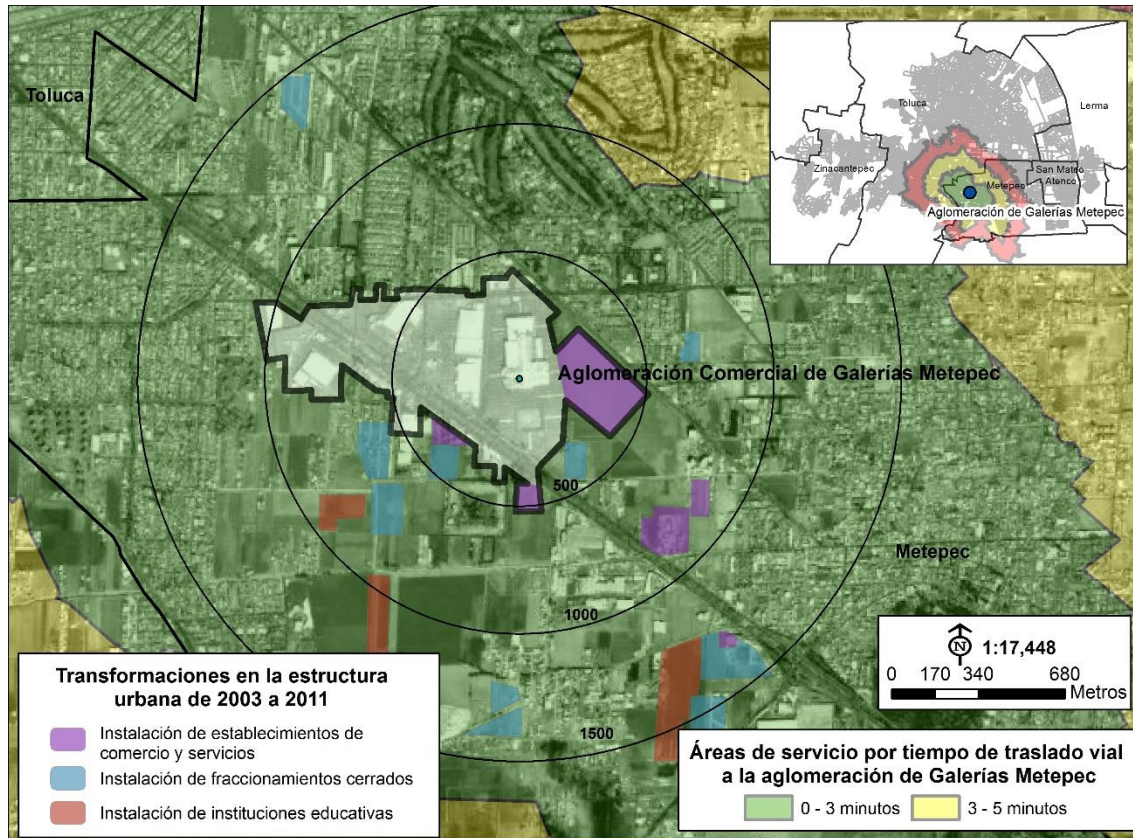 Toluca
Toluca
Lerma
Zinacantepec
San Mateo
Atenco
Metepec
Aglomeración de Galerías Metepec
Aglomeración Comercial de Galerías Metepec
500
Metepec
1000
1500
N
1:17,448
0 170 340 680
Metros
Transformaciones en la estructura
urbana de 2003 a 2011
Instalación de establecimientos de
comercio y servicios
Instalación de fraccionamientos cerrados
Instalación de instituciones educativas
Áreas de servicio por tiempo de traslado vial
a la aglomeración de Galerías Metepec
0 - 3 minutos 3 - 5 minutos